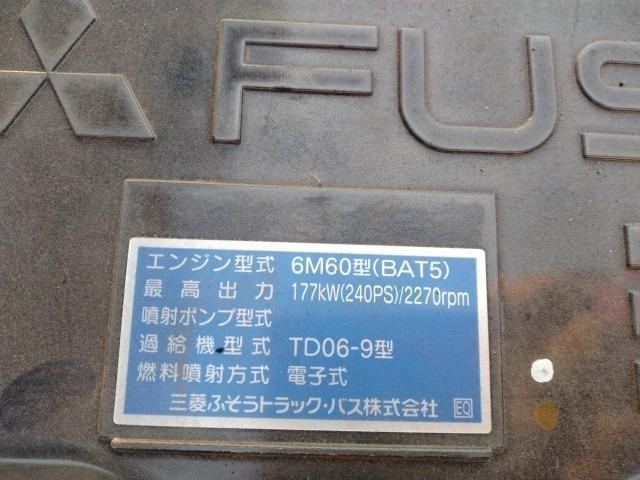 FUS
エンジン型式 6M60型(BAT5)
最高出力 177kW(240PS)/2270rpm
噴射ポンプ型式
過給機型式 TD06-9型
燃料噴射方式 電子式
三菱ふそうトラック・バス株式会社 EQ